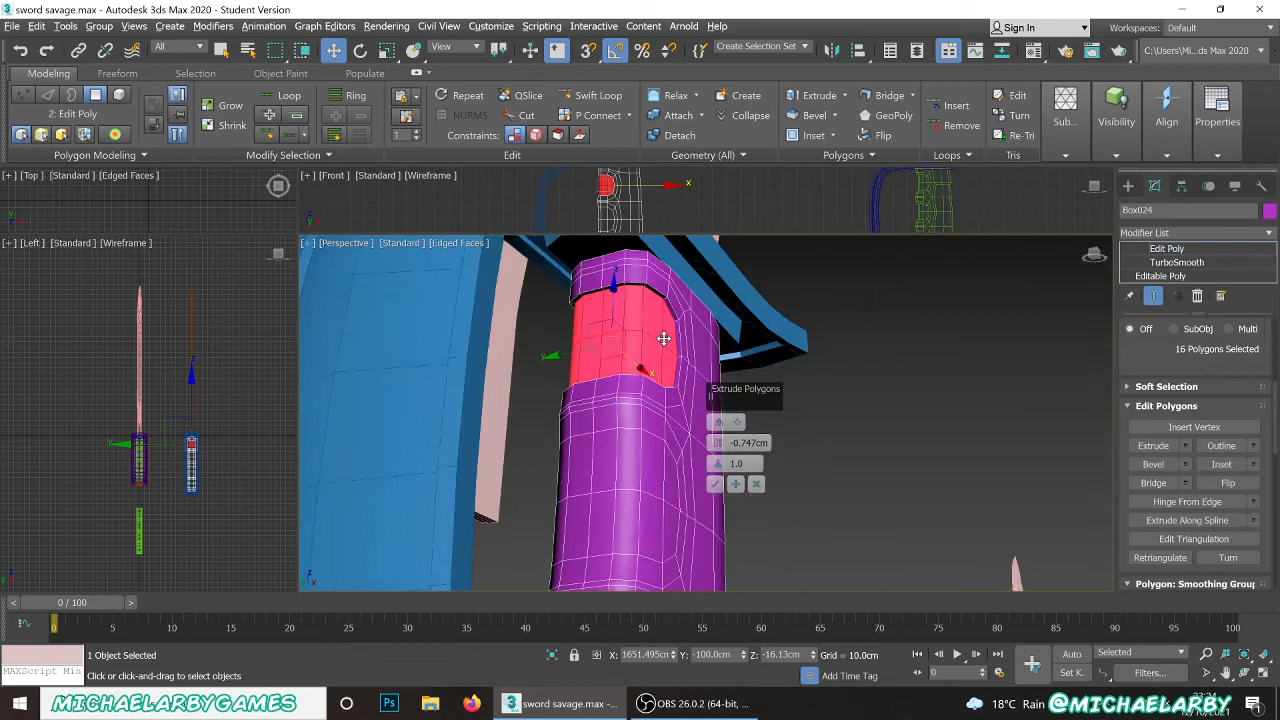 sword savage.max - Autodesk 3ds Max 2020 - Student Version
File Edit Tools Group Views Create Modifiers Animation Graph Editors Rendering Civil View Customize Scripting Interactive Content Arnold Help
Sign In Workspaces: Default
All View Create Selection Set C:\Users\Mi...ds Max 2020
Modeling Freeform Selection Object Paint Populate
2: Edit Poly
Grow Loop Ring Repeat QSlice Swift Loop Relax Create Extrude Bridge Insert Edit
Shrink NURMS Cut P Connect Attach Collapse Bevel GeoPoly Remove Turn
1 Constraints: Detach Inset Flip Re-Tri
Sub... Visibility Align Properties
Polygon Modeling Modify Selection Edit Geometry (All) Polygons Loops Tris
[+] [Top] [Standard] [Edged Faces]
[+] [Front] [Standard] [Wireframe]
x
y
z
y
[+] [Left] [Standard] [Wireframe]
z
y
z
y
[+] [Perspective] [Standard] [Edged Faces]
z
y
x
Extrude Polygons
-0.747cm
1.0
z
x
Box024
Modifier List
Edit Poly
TurboSmooth
Editable Poly
Off SubObj Multi
16 Polygons Selected
Soft Selection
Edit Polygons
Insert Vertex
Extrude Outline
Bevel Inset
Bridge Flip
Hinge From Edge
Extrude Along Spline
Edit Triangulation
Retriangulate Turn
Polygon: Smoothing Group
0 / 100
0 5 10 15 20 25 30 35 40 45 50 55 60 65 70 75 80 85 90 95 100
MAXScript Min
1 Object Selected
Click or click-and-drag to select objects
X: 1651.495cm Y: -100.0cm Z: -16.13cm Grid = 10.0cm
Add Time Tag
0
Auto Selected
Set K. Filters...
MICHAELARBYGAMES
sword savage.max -...
OBS 26.0.2 (64-bit, ...
18°C Rain
@MICHAELARBY